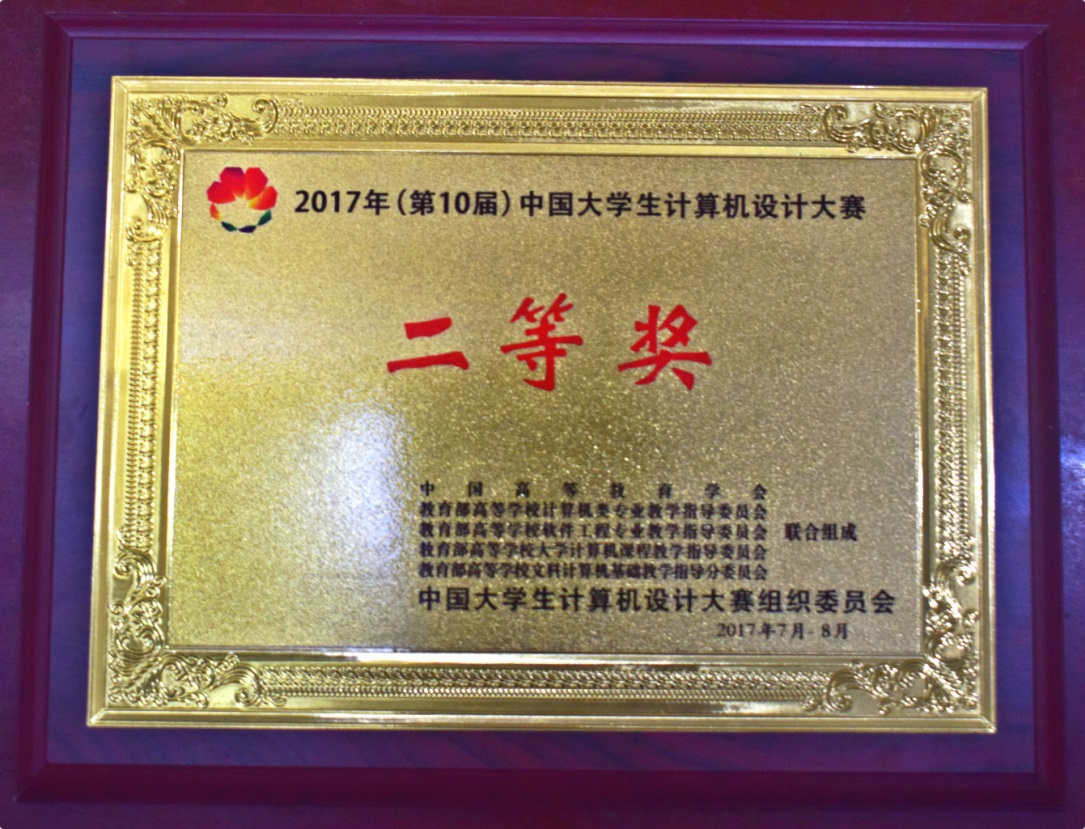 2017年（第10届）中国大学生计算机设计大赛
二等奖
中国高等教育学会
教育部高等学校计算机类专业教学指导委员会
教育部高等学校软件工程专业教学指导委员会 联合组成
教育部高等学校大学计算机课程教学指导委员会
教育部高等学校文科计算机基础教学指导分委员会
中国大学生计算机设计大赛组织委员会
2017年7月-8月